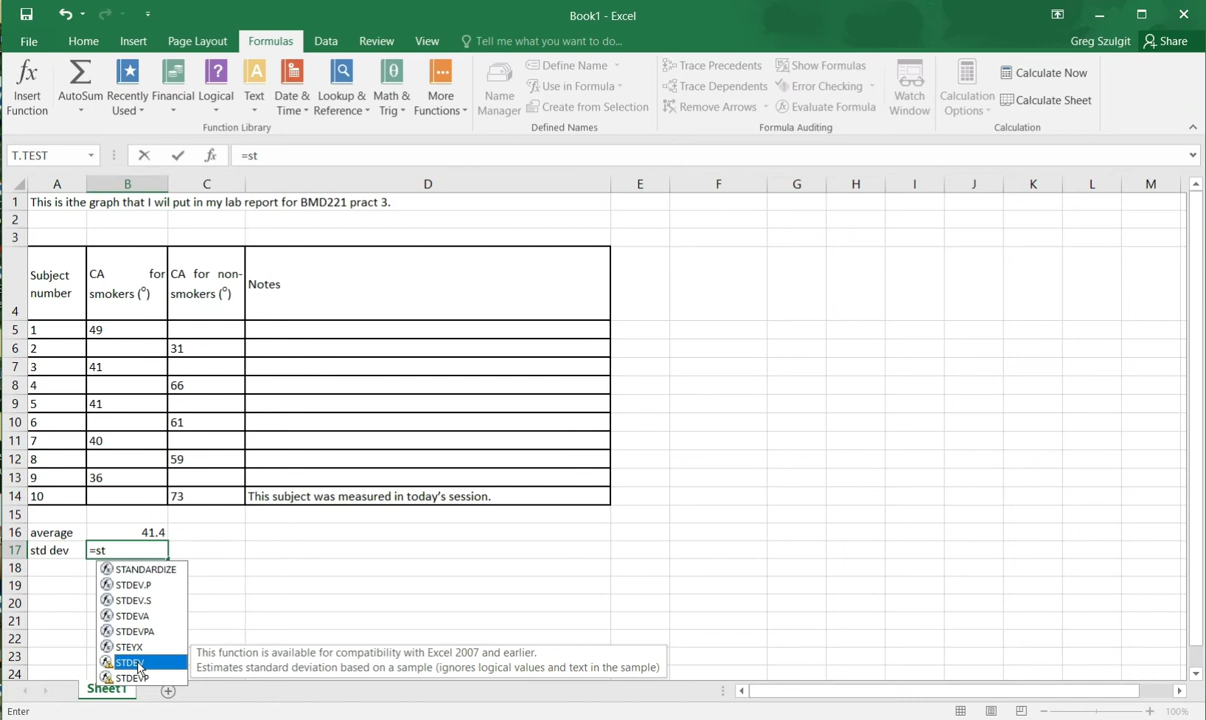 Book1 - Excel
File Home Insert Page Layout Formulas Data Review View Tell me what you want to do... Greg Szulgit Share
Insert Function
AutoSum
Recently Used
Financial
Logical
Text
Date & Time
Lookup & Reference
Math & Trig
More Functions
Function Library
Name Manager
Define Name
Use in Formula
Create from Selection
Defined Names
Trace Precedents
Trace Dependents
Remove Arrows
Show Formulas
Error Checking
Evaluate Formula
Formula Auditing
Watch Window
Calculation Options
Calculate Now
Calculate Sheet
Calculation
T.TEST fx =st
A B C D E F G H I J K L M
1 This is ithe graph that I wil put in my lab report for BMD221 pract 3.
2
3
4 Subject number CA for smokers (°) CA for non-smokers (°) Notes
5 1 49
6 2 31
7 3 41
8 4 66
9 5 41
10 6 61
11 7 40
12 8 59
13 9 36
14 10 73 This subject was measured in today's session.
15
16 average 41.4
17 std dev =st
18 STANDARDIZE
19 STDEV.P
20 STDEV.S
21 STDEVA
22 STDEVPA
STEYX
23 STDEV This function is available for compatibility with Excel 2007 and earlier.
Estimates standard deviation based on a sample (ignores logical values and text in the sample)
24 STDEVP
Sheet1
Enter 100%